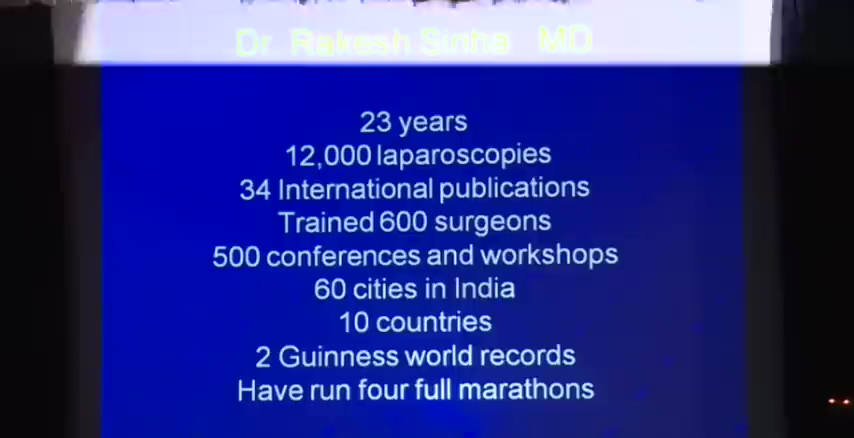 Dr Rakesh Sinha MD
23 years
12,000 laparoscopies
34 International publications
Trained 600 surgeons
500 conferences and workshops
60 cities in India
10 countries
2 Guinness world records
Have run four full marathons